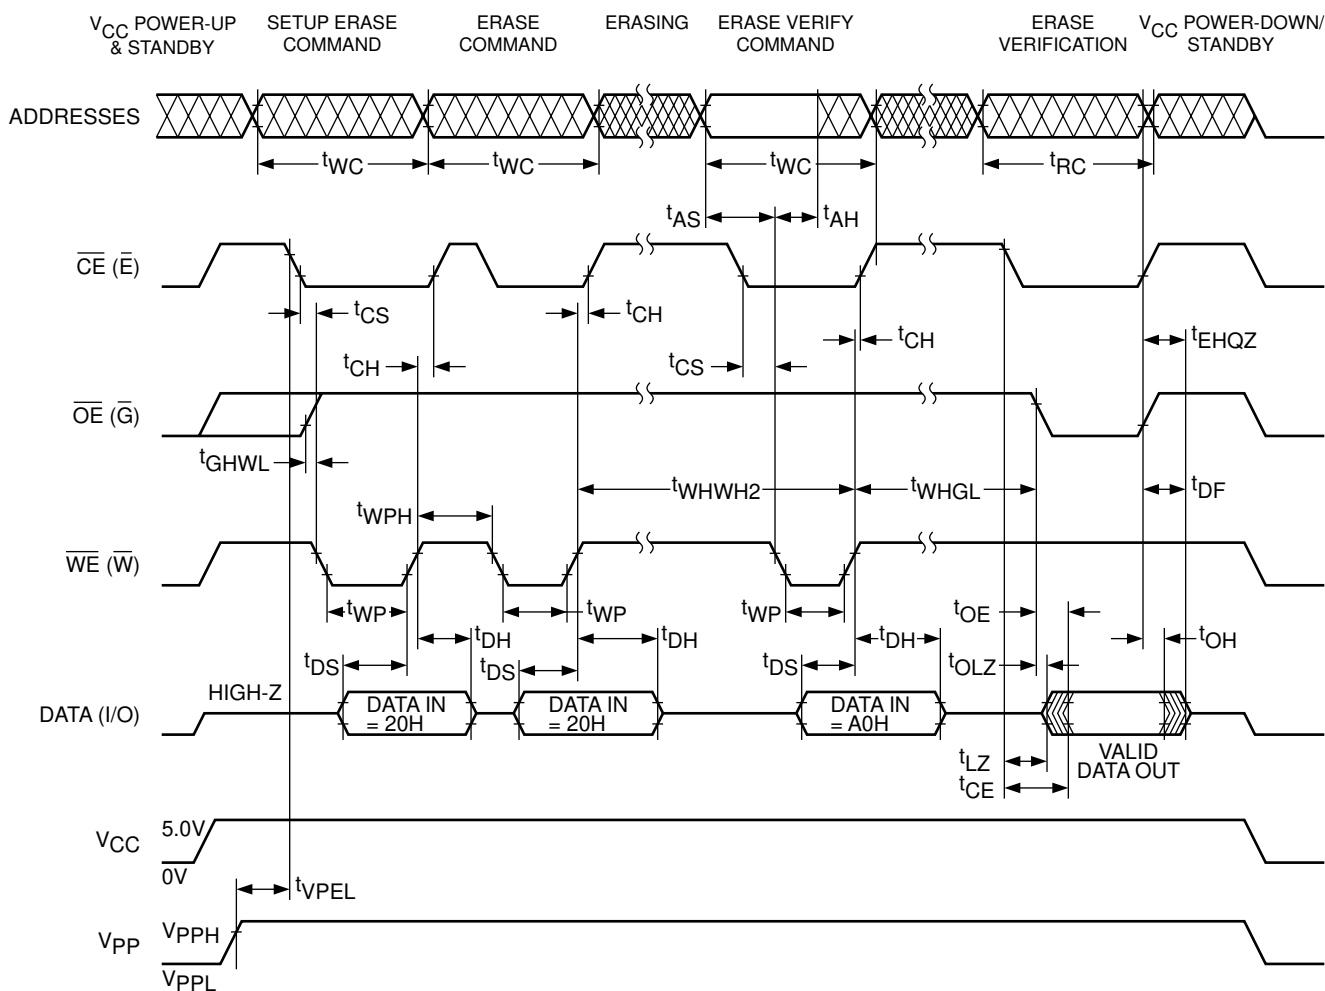 VCC POWER-UP
& STANDBY
SETUP ERASE
COMMAND
ERASE
COMMAND
ERASING
ERASE VERIFY
COMMAND
ERASE
VERIFICATION
VCC POWER-DOWN/
STANDBY
ADDRESSES
tWC
tWC
tWC
tRC
tAS
tAH
CE (E)
tCS
tCH
tCH
tCS
tCH
tEHQZ
OE (G)
tGHWL
tWHWH2
tWHGL
tDF
tWPH
WE (W)
tWP
tWP
tWP
tOE
tDH
tDH
tDH
tOH
tDS
tDS
tDS
tOLZ
HIGH-Z
DATA (I/O)
DATA IN
= 20H
DATA IN
= 20H
DATA IN
= A0H
VALID
DATA OUT
tLZ
tCE
VCC
5.0V
0V
tVPEL
VPP
VPPH
VPPL